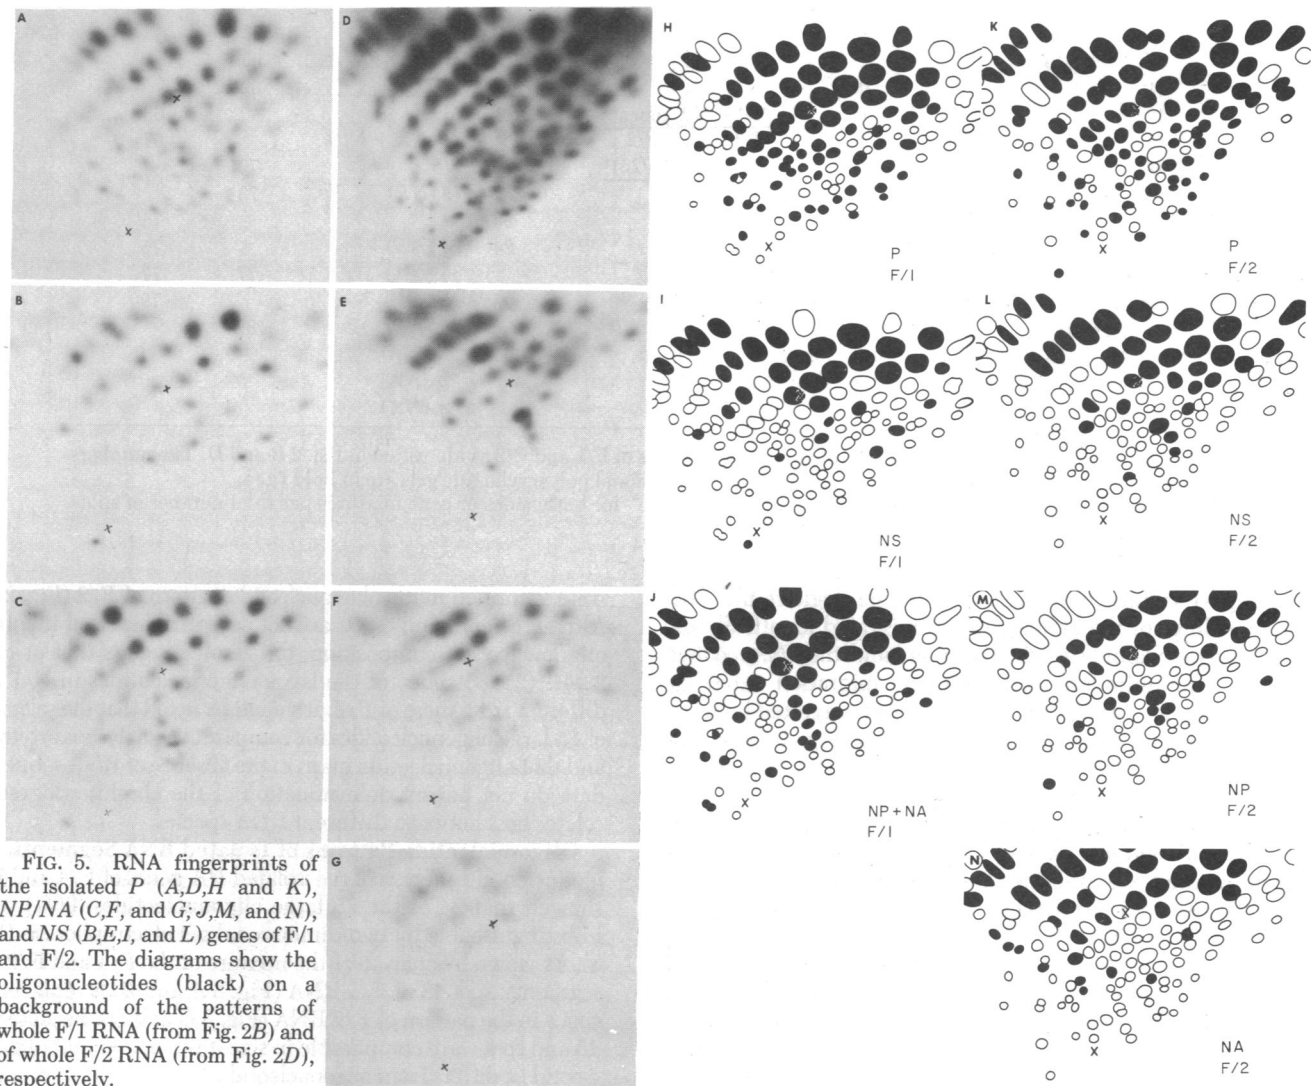 A
D
H
K
P
F/1
P
F/2
B
E
I
L
NS
F/1
NS
F/2
C
F
J
M
NP+NA
F/1
NP
F/2
G
N
NA
F/2
FIG. 5. RNA fingerprints of
the isolated P (A,D,H and K),
NP/NA (C,F, and G; J,M, and N),
and NS (B,E,I, and L) genes of F/1
and F/2. The diagrams show the
oligonucleotides (black) on a
background of the patterns of
whole F/1 RNA (from Fig. 2B) and
of whole F/2 RNA (from Fig. 2D),
respectively.